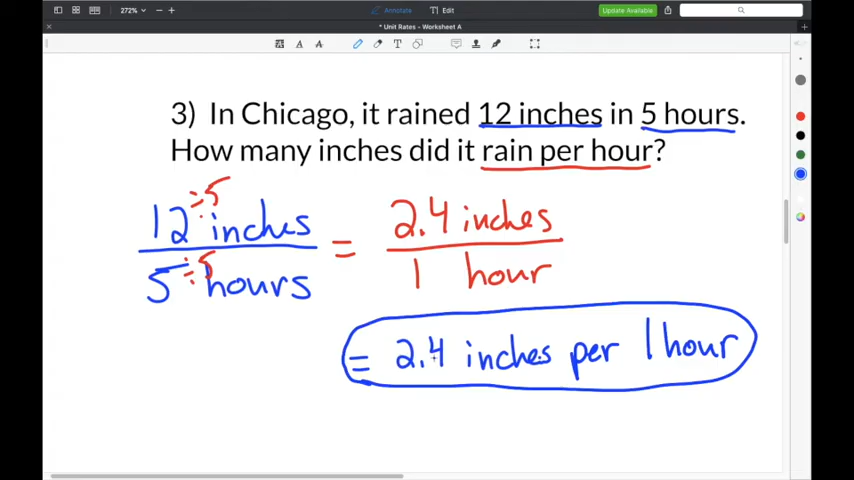 272%
Annotate
Edit
Update Available
* Unit Rates - Worksheet A
3) In Chicago, it rained 12 inches in 5 hours.
How many inches did it rain per hour?
12 ÷5 inches
5 ÷5 hours
=
2.4 inches
1 hour
= 2.4 inches per 1 hour